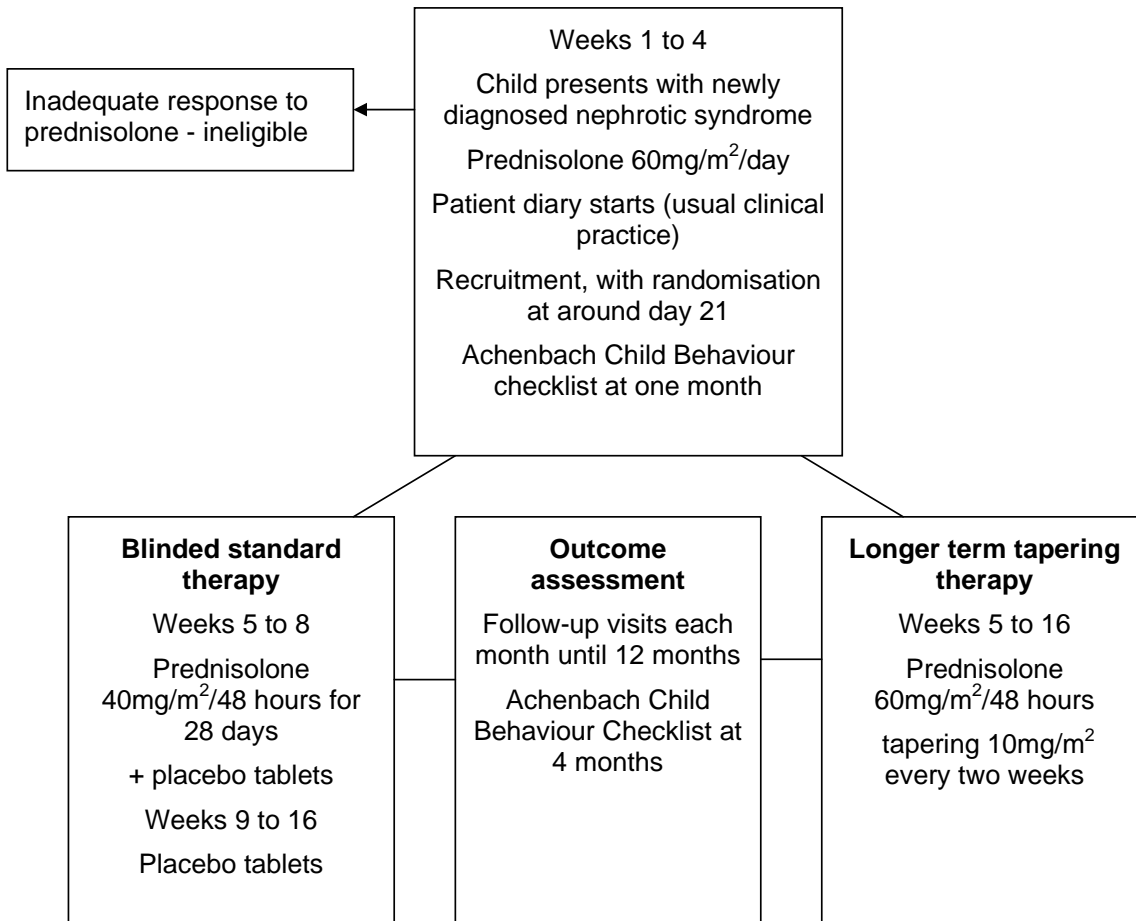 Weeks 1 to 4
Child presents with newly
diagnosed nephrotic syndrome
Prednisolone 60mg/m²/day
Patient diary starts (usual clinical
practice)
Recruitment, with randomisation
at around day 21
Achenbach Child Behaviour
checklist at one month
Inadequate response to
prednisolone - ineligible
Blinded standard
therapy
Weeks 5 to 8
Prednisolone
40mg/m²/48 hours for
28 days
+ placebo tablets
Weeks 9 to 16
Placebo tablets
Outcome
assessment
Follow-up visits each
month until 12 months
Achenbach Child
Behaviour Checklist at
4 months
Longer term tapering
therapy
Weeks 5 to 16
Prednisolone
60mg/m²/48 hours
tapering 10mg/m²
every two weeks